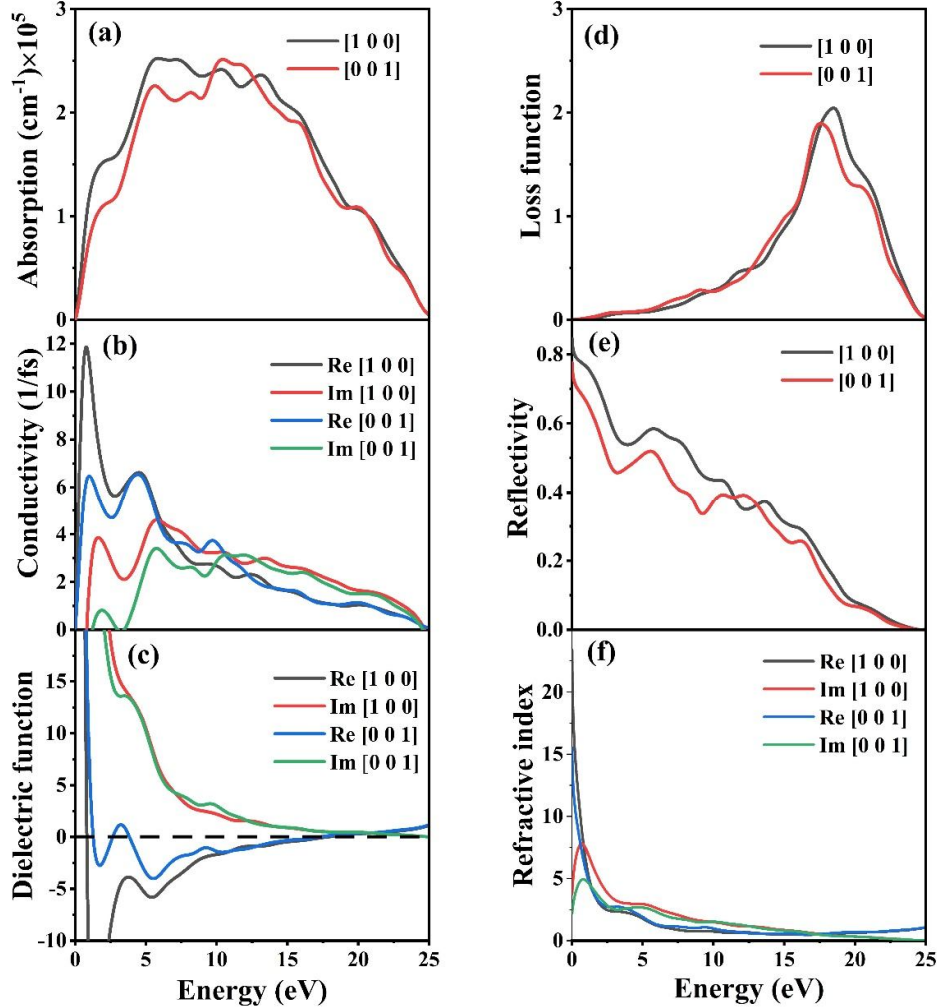 (a)
[1 0 0]
[0 0 1]
Absorption (cm⁻¹)×10⁵
3
2
1
0
(b)
Re [1 0 0]
Im [1 0 0]
Re [0 0 1]
Im [0 0 1]
Conductivity (1/fs)
12
10
8
6
4
2
0
(c)
Re [1 0 0]
Im [1 0 0]
Re [0 0 1]
Im [0 0 1]
Dielectric function
15
10
5
0
-5
-10
0 5 10 15 20 25
Energy (eV)
(d)
[1 0 0]
[0 0 1]
Loss function
3
2
1
0
(e)
[1 0 0]
[0 0 1]
Reflectivity
0.8
0.6
0.4
0.2
0.0
(f)
Re [1 0 0]
Im [1 0 0]
Re [0 0 1]
Im [0 0 1]
Refractive index
20
15
10
5
0
0 5 10 15 20 25
Energy (eV)